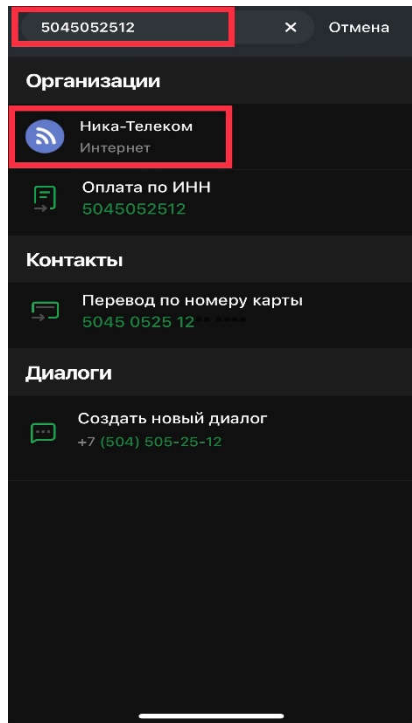 5045052512 × Отмена
Организации
Ника-Телеком
Интернет
Оплата по ИНН
5045052512
Контакты
Перевод по номеру карты
5045 0525 12** ****
Диалоги
Создать новый диалог
+7 (504) 505-25-12